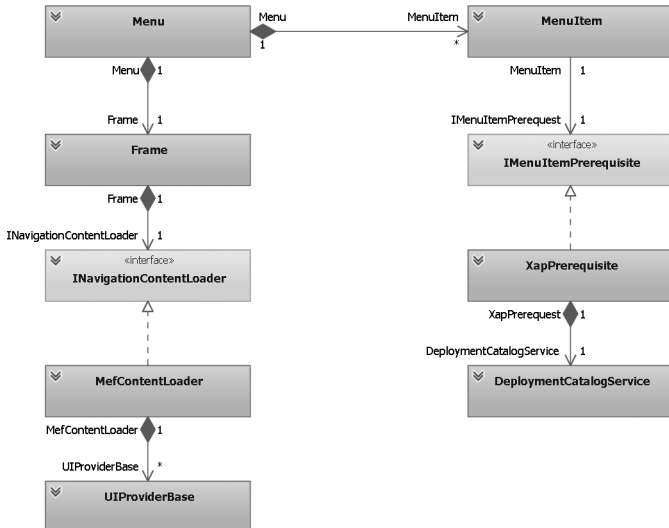 Menu
Menu
1
MenuItem
*
MenuItem
Menu 1
Frame 1
MenuItem 1
IMenuItemPrerequest 1
Frame
«interface»
IMenuItemPrerequisite
Frame 1
INavigationContentLoader 1
«interface»
INavigationContentLoader
XapPrerequisite
XapPrerequest 1
DeploymentCatalogService 1
MefContentLoader
DeploymentCatalogService
MefContentLoader 1
UIProviderBase *
UIProviderBase